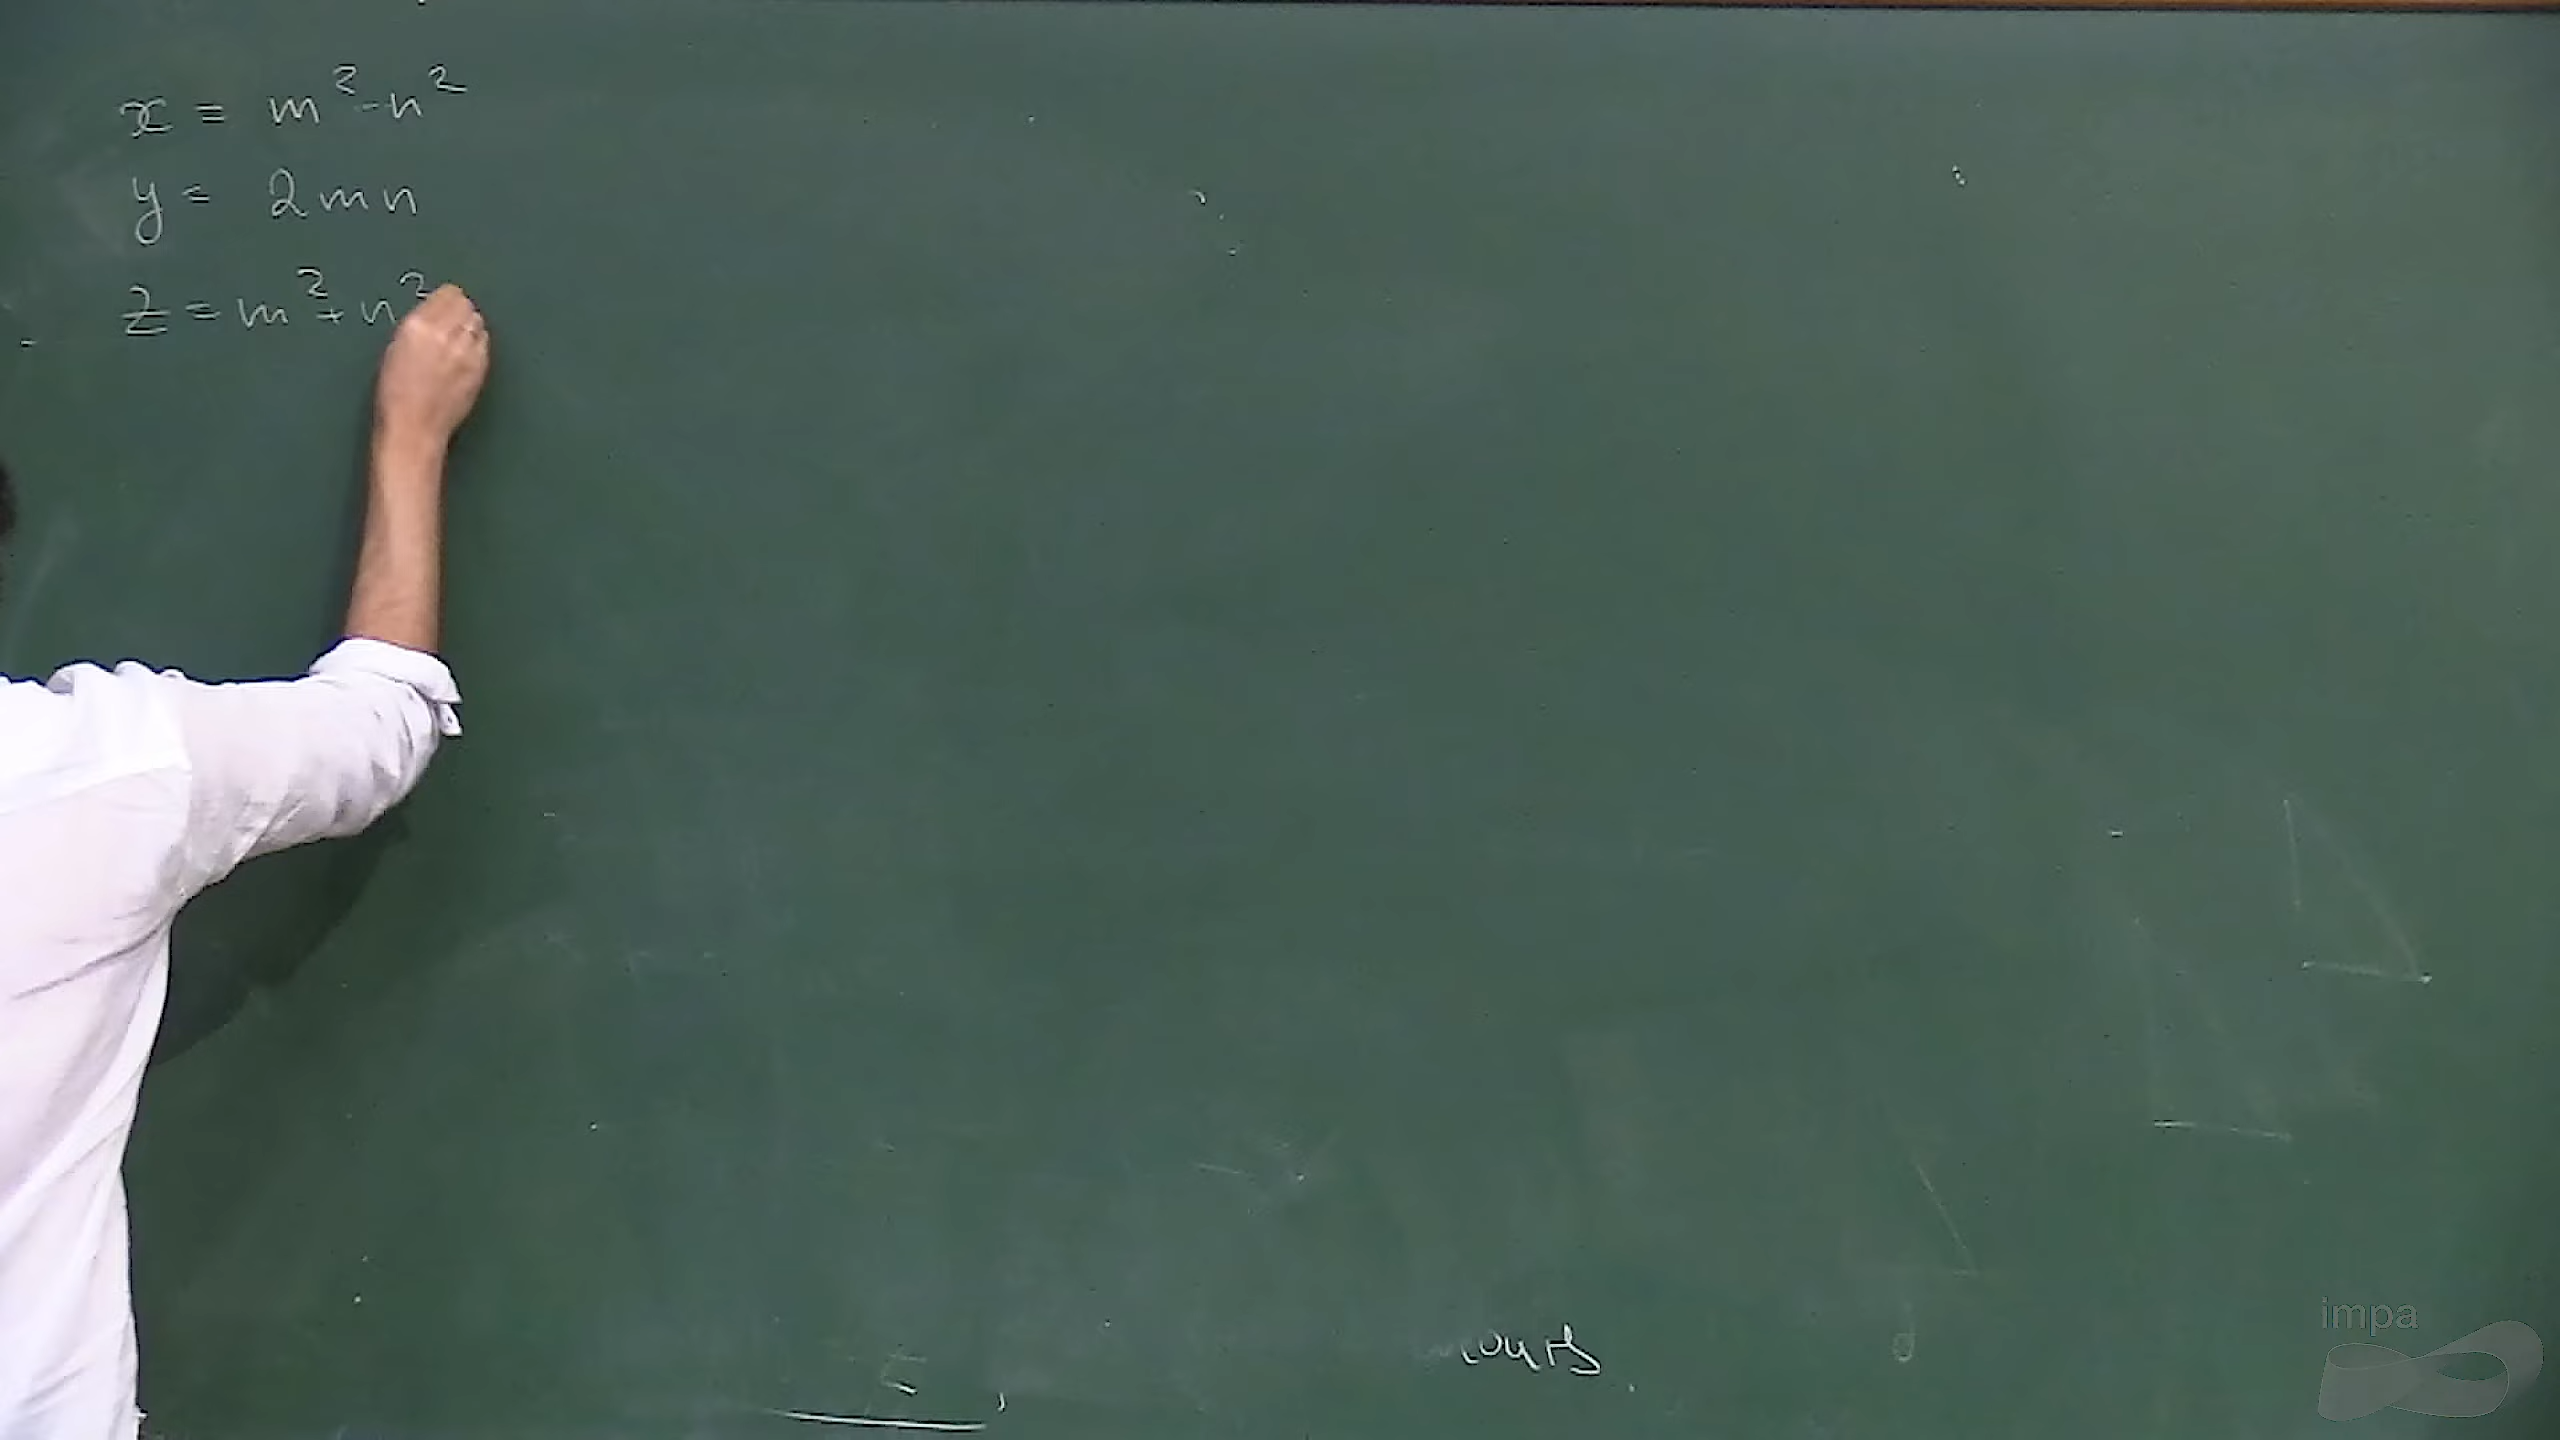 x = m²-n²
y = 2mn
z = m²+n²
impa